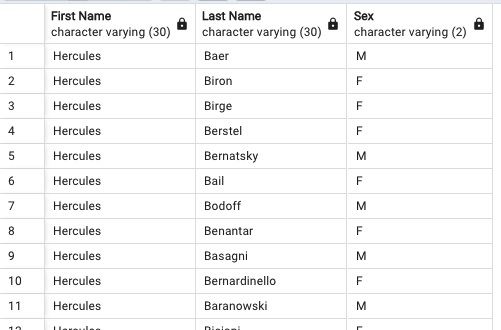 First Name Last Name Sex
character varying (30) character varying (30) character varying (2)
1 Hercules Baer M
2 Hercules Biron F
3 Hercules Birge F
4 Hercules Berstel F
5 Hercules Bernatsky M
6 Hercules Bail F
7 Hercules Bodoff M
8 Hercules Benantar F
9 Hercules Basagni M
10 Hercules Bernardinello F
11 Hercules Baranowski M